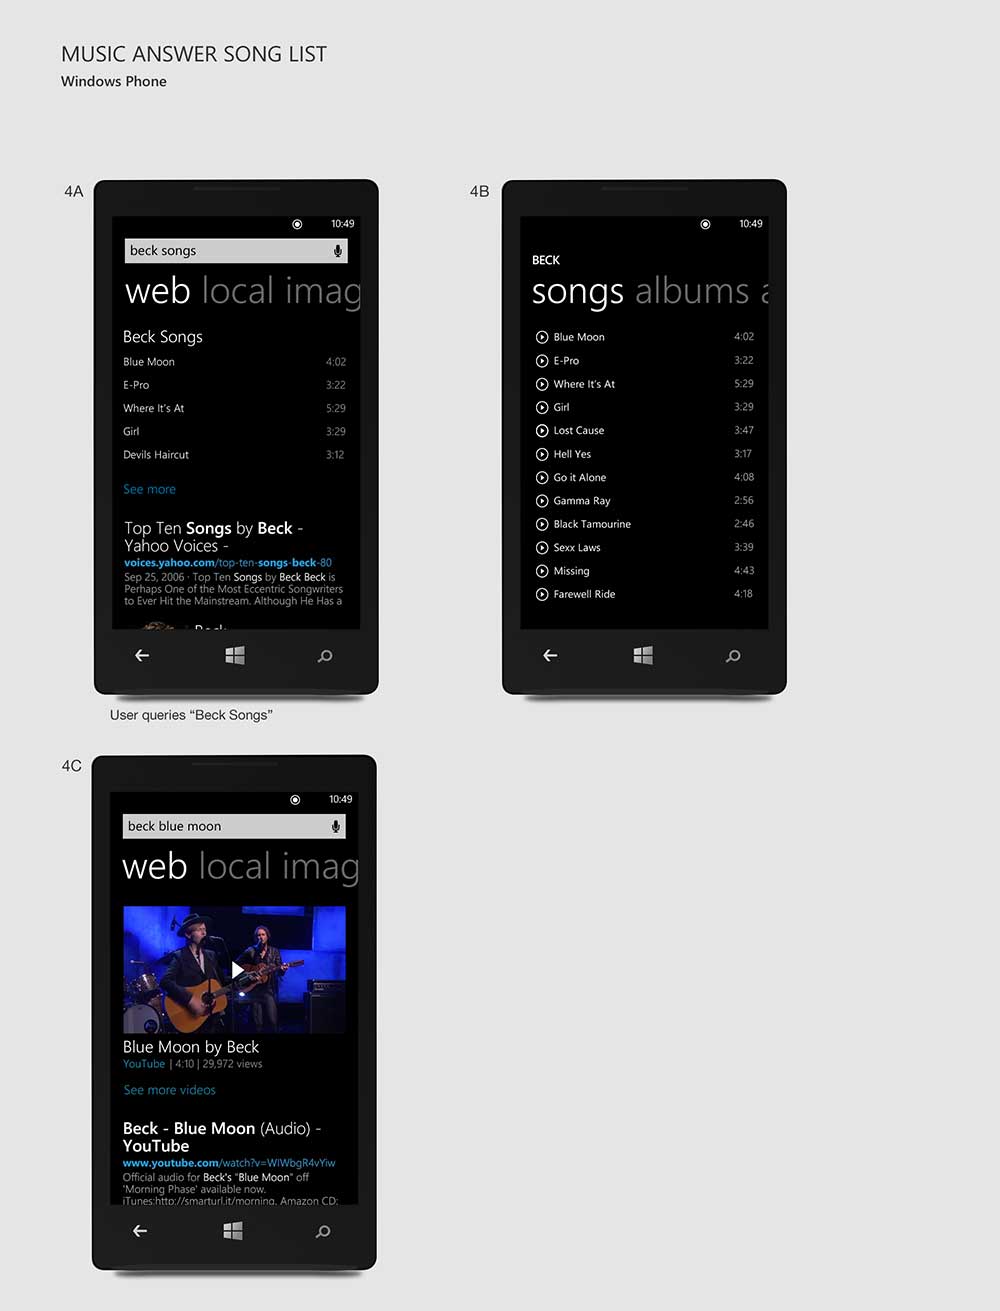 MUSIC ANSWER SONG LIST
Windows Phone
4A
10:49
beck songs
web local imag
Beck Songs
Blue Moon 4:02
E-Pro 3:22
Where It's At 5:29
Girl 3:29
Devils Haircut 3:12
See more
Top Ten Songs by Beck -
Yahoo Voices -
voices.yahoo.com/top-ten-songs-beck-80
Sep 25, 2006 · Top Ten Songs by Beck Beck is
Perhaps One of the Most Eccentric Songwriters
to Ever Hit the Mainstream. Although He Has a
Beck
User queries “Beck Songs”
4B
10:49
BECK
songs albums a
Blue Moon 4:02
E-Pro 3:22
Where It's At 5:29
Girl 3:29
Lost Cause 3:47
Hell Yes 3:17
Go it Alone 4:08
Gamma Ray 2:56
Black Tamourine 2:46
Sexx Laws 3:39
Missing 4:43
Farewell Ride 4:18
4C
10:49
beck blue moon
web local imag
Blue Moon by Beck
YouTube | 4:10 | 29,972 views
See more videos
Beck - Blue Moon (Audio) -
YouTube
www.youtube.com/watch?v=WIWbgR4vYiw
Official audio for Beck's "Blue Moon" off
'Morning Phase' available now.
iTunes:http://smarturl.it/morning. Amazon CD: